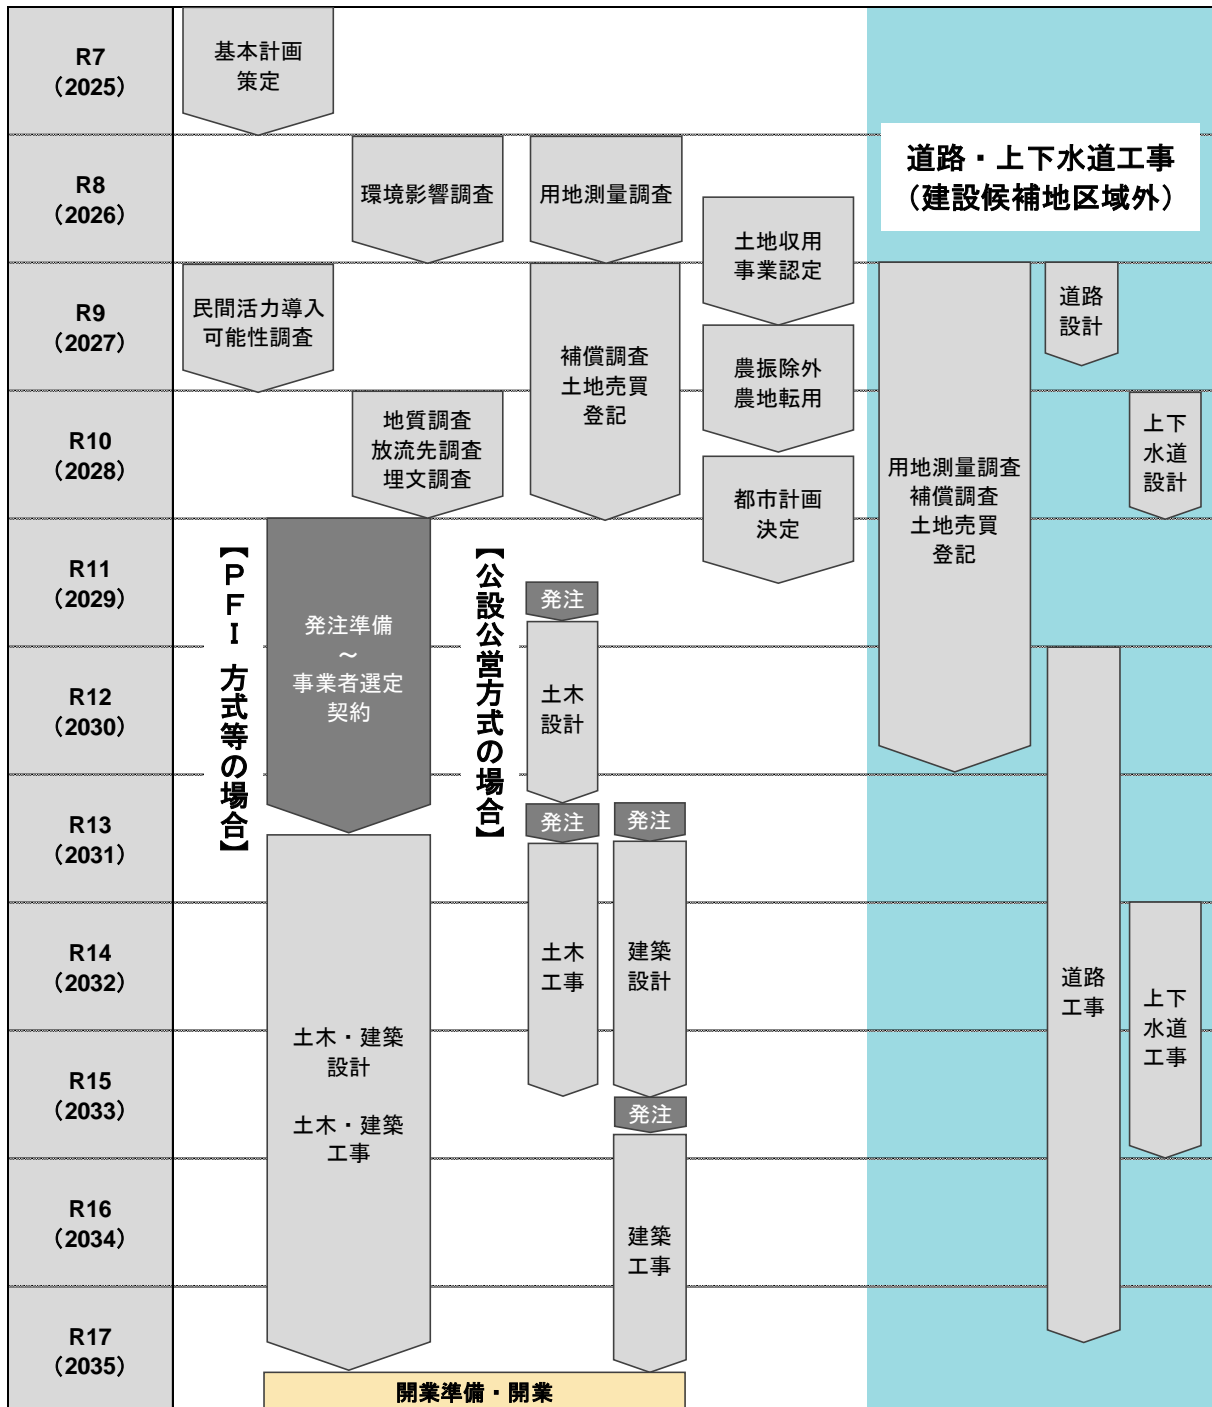 R7
（2025）
基本計画
策定
R8
（2026）
環境影響調査
用地測量調査
土地収用
事業認定
道路・上下水道工事
（建設候補地区域外）
R9
（2027）
民間活力導入
可能性調査
補償調査
土地売買
登記
農振除外
農地転用
道路
設計
R10
（2028）
地質調査
放流先調査
埋文調査
都市計画
決定
用地測量調査
補償調査
土地売買
登記
上下
水道
設計
R11
（2029）
【ＰＦＩ方式等の場合】
発注準備
～
事業者選定
契約
【公設公営方式の場合】
発注
R12
（2030）
土木
設計
R13
（2031）
発注
発注
R14
（2032）
土木
工事
建築
設計
道路
工事
上下
水道
工事
R15
（2033）
土木・建築
設計
土木・建築
工事
発注
R16
（2034）
建築
工事
R17
（2035）
開業準備・開業